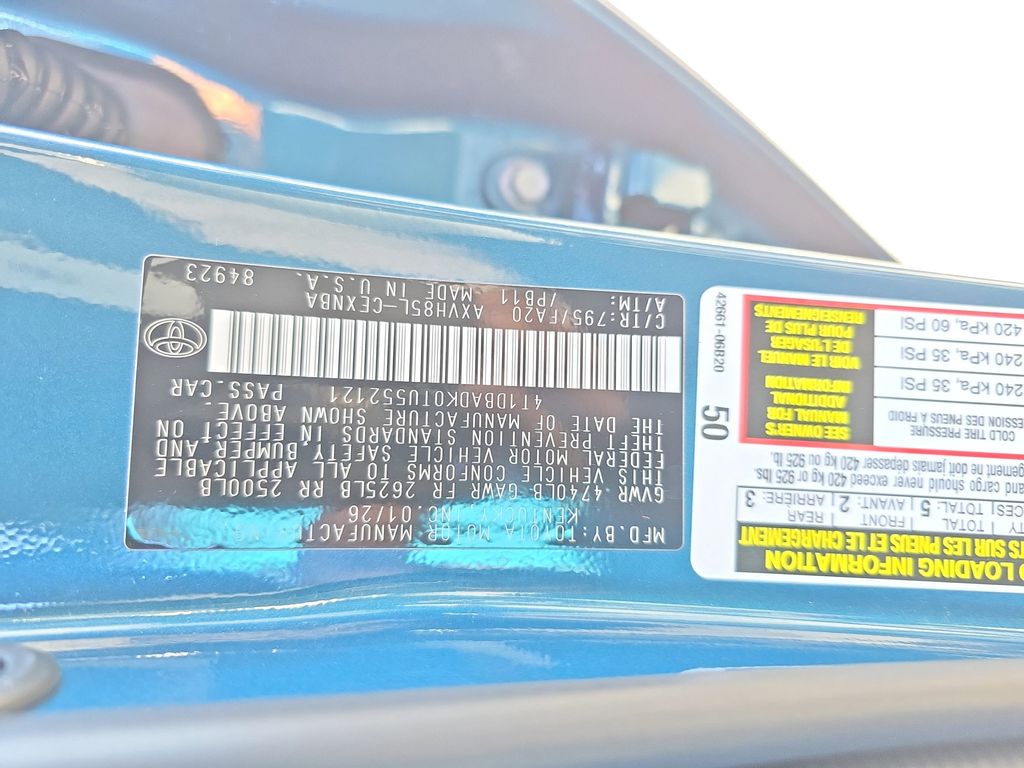 MFD.BY: TOYOTA MOTOR MANUFACTURING
KENTUCKY INC. 01/26
GVWR 4740LB GAWR FR 2625LB RR 2500LB
THIS VEHICLE CONFORMS TO ALL APPLICABLE
FEDERAL MOTOR VEHICLE SAFETY BUMPER AND
THEFT PREVENTION STANDARDS IN EFFECT ON
THE DATE OF MANUFACTURE SHOWN ABOVE.
4T1DBADK0TU552121 PASS.CAR
C/TR:795/FA20 AXVH85L-CEXNBA
A/TM: /PB11 MADE IN U.S.A.
84923
LOADING INFORMATION
TS SUR LES PNEUS ET LE CHARGEMENT
TOTAL FRONT REAR
TOTAL: 5 AVANT: 2 ARRIÈRE: 3
and cargo should never exceed 420 kg or 925 lbs.
gement ne doit jamais dépasser 420 kg ou 925 lb.
COLD TIRE PRESSURE
SSION DES PNEUS À FROID
240 kPa, 35 PSI
240 kPa, 35 PSI
420 kPa, 60 PSI
SEE OWNER'S
MANUAL FOR
ADDITIONAL
INFORMATION
VOIR LE MANUEL
DE L'USAGER
POUR PLUS DE
RENSEIGNEMENTS
50
42661-06B20